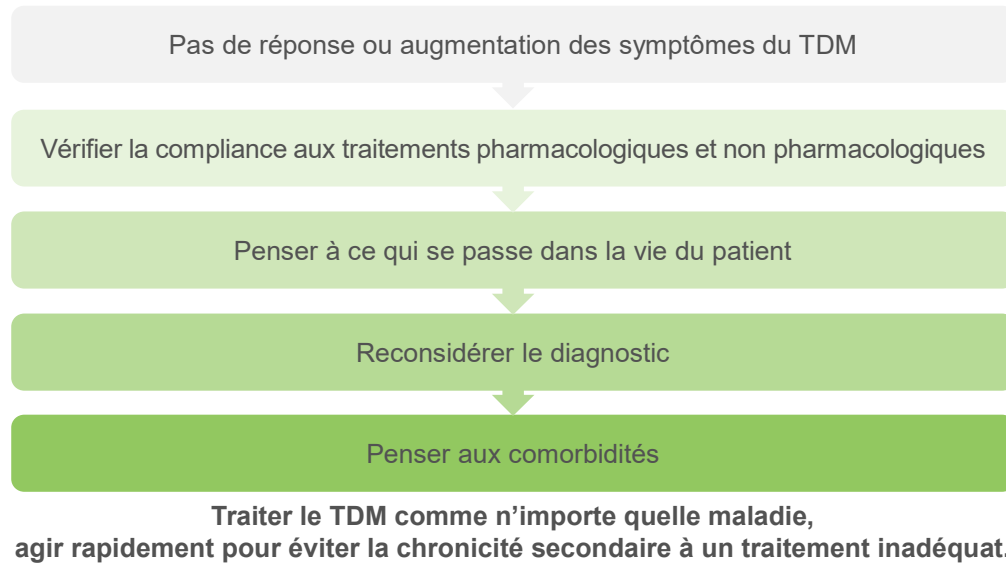 Pas de réponse ou augmentation des symptômes du TDM
Vérifier la compliance aux traitements pharmacologiques et non pharmacologiques
Penser à ce qui se passe dans la vie du patient
Reconsidérer le diagnostic
Penser aux comorbidités
Traiter le TDM comme n’importe quelle maladie,
agir rapidement pour éviter la chronicité secondaire à un traitement inadéquat.